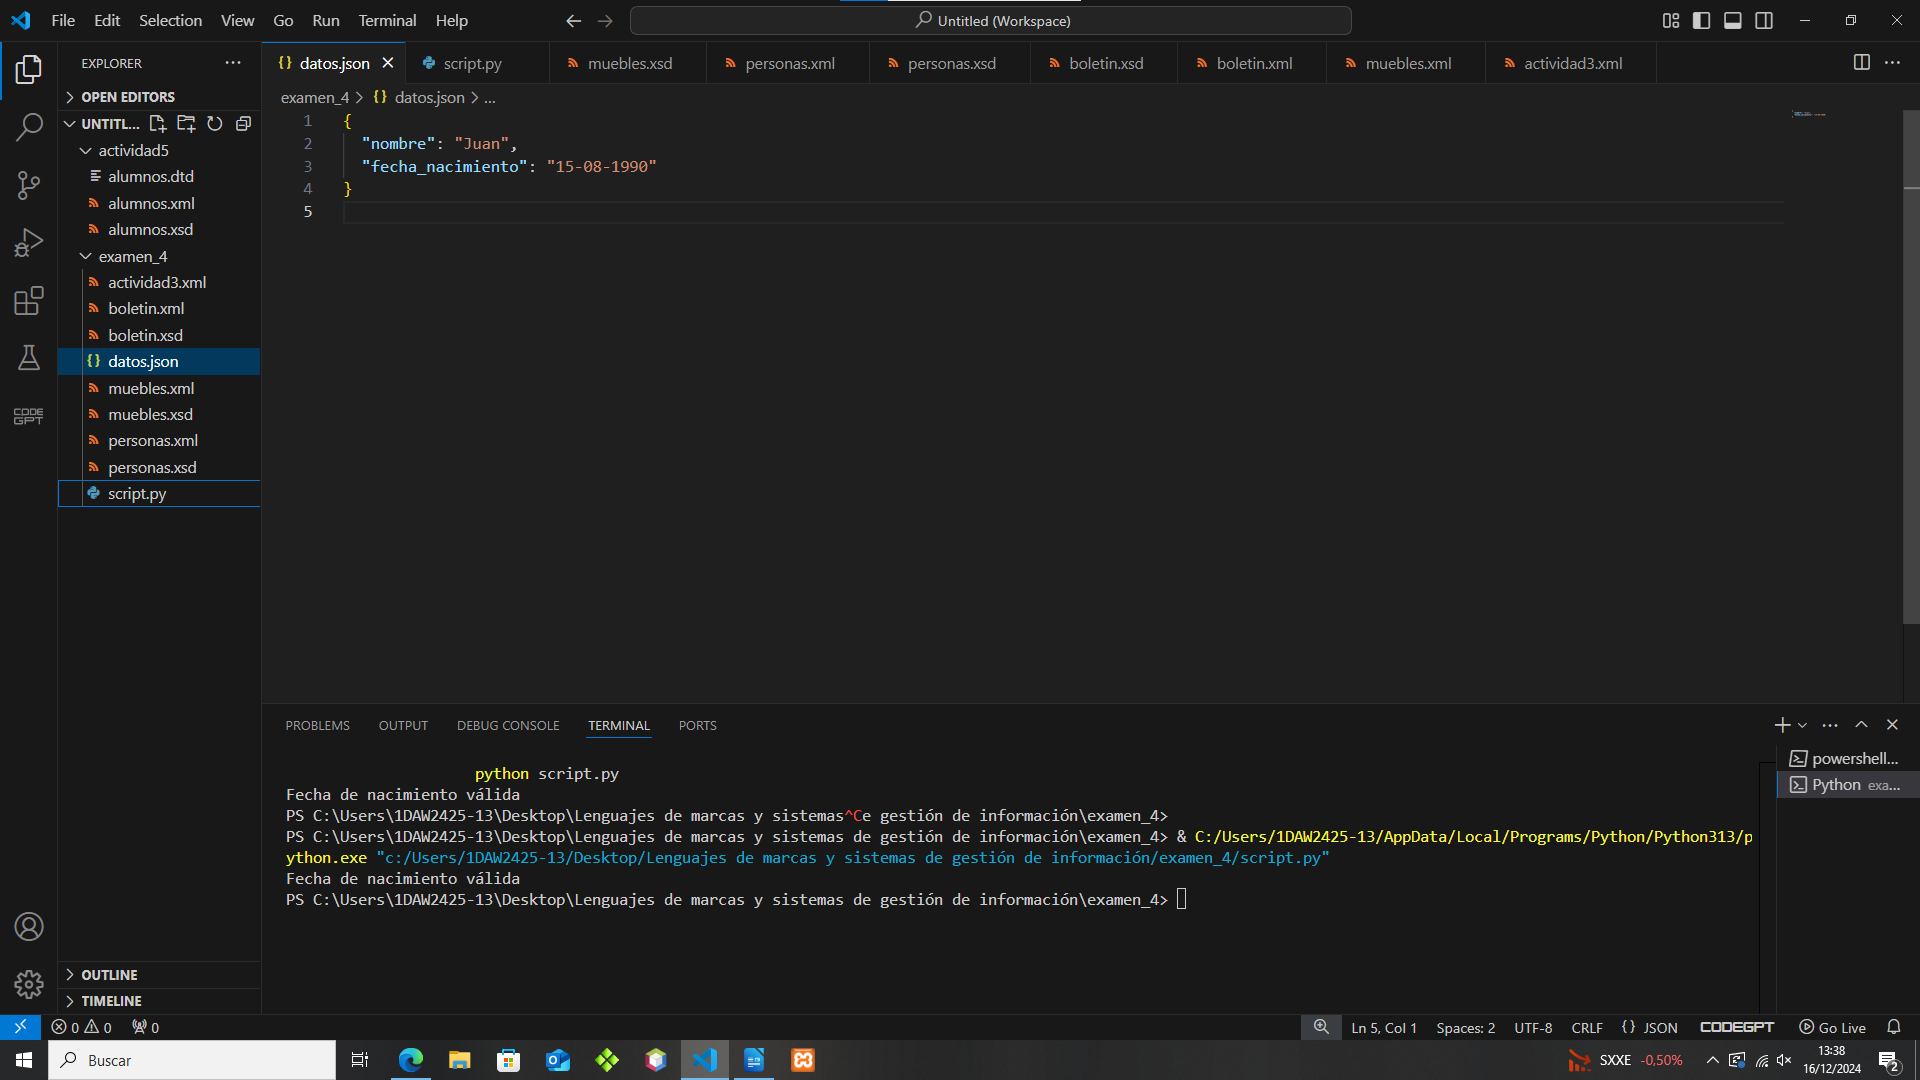 File Edit Selection View Go Run Terminal Help
Untitled (Workspace)
EXPLORER
OPEN EDITORS
UNTITL...
actividad5
alumnos.dtd
alumnos.xml
alumnos.xsd
examen_4
actividad3.xml
boletin.xml
boletin.xsd
datos.json
muebles.xml
muebles.xsd
personas.xml
personas.xsd
script.py
OUTLINE
TIMELINE
CODE
GPT
datos.json script.py muebles.xsd personas.xml personas.xsd boletin.xsd boletin.xml muebles.xml actividad3.xml
examen_4 > {} datos.json > ...
1 {
2 "nombre": "Juan",
3 "fecha_nacimiento": "15-08-1990"
4 }
5
PROBLEMS OUTPUT DEBUG CONSOLE TERMINAL PORTS
powershell...
Python exa...
python script.py
Fecha de nacimiento válida
PS C:\Users\1DAW2425-13\Desktop\Lenguajes de marcas y sistemas^Ce gestión de información\examen_4>
PS C:\Users\1DAW2425-13\Desktop\Lenguajes de marcas y sistemas de gestión de información\examen_4> & C:/Users/1DAW2425-13/AppData/Local/Programs/Python/Python313/p
ython.exe "c:/Users/1DAW2425-13/Desktop/Lenguajes de marcas y sistemas de gestión de información/examen_4/script.py"
Fecha de nacimiento válida
PS C:\Users\1DAW2425-13\Desktop\Lenguajes de marcas y sistemas de gestión de información\examen_4>
0 0 0 Ln 5, Col 1 Spaces: 2 UTF-8 CRLF {} JSON CODEGPT Go Live
Buscar
SXXE -0,50%
13:38
16/12/2024
2